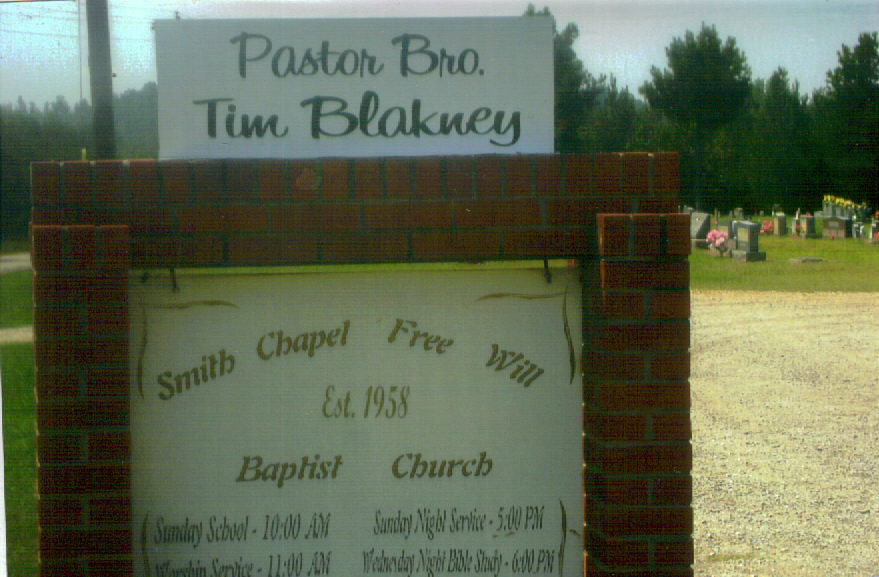 Pastor Bro.
Tim Blakney
Smith Chapel Free Will
Est. 1958
Baptist Church
Sunday School - 10:00 AM
Sunday Night Service - 5:00 PM
Worship Service - 11:00 AM
Wednesday Night Bible Study - 6:00 PM